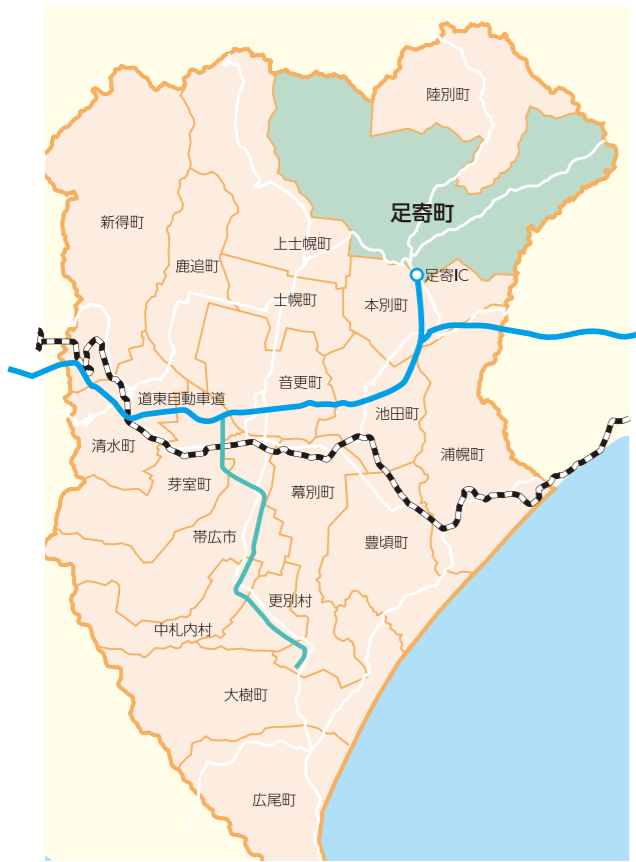 陸別町
足寄町
新得町
上士幌町
鹿追町
足寄IC
士幌町
本別町
音更町
道東自動車道
池田町
清水町
浦幌町
芽室町
幕別町
帯広市
豊頃町
更別村
中札内村
大樹町
広尾町